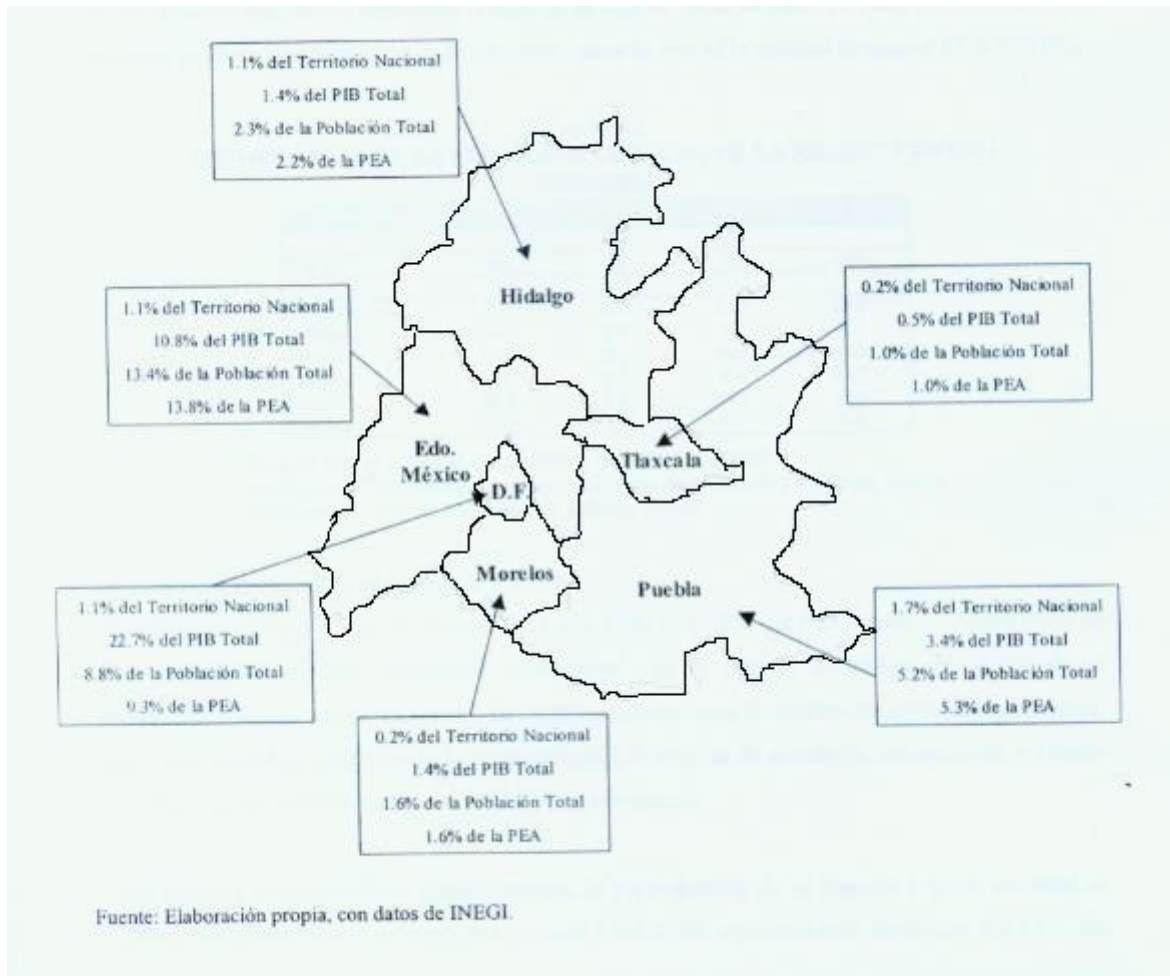 1.1% del Territorio Nacional
1.4% del PIB Total
2.3% de la Población Total
2.2% de la PEA
Hidalgo
0.2% del Territorio Nacional
0.5% del PIB Total
1.0% de la Población Total
1.0% de la PEA
1.1% del Territorio Nacional
10.8% del PIB Total
13.4% de la Población Total
13.8% de la PEA
Edo.
México
Tlaxcala
D.F.
Morelos
Puebla
1.1% del Territorio Nacional
22.7% del PIB Total
8.8% de la Población Total
9.3% de la PEA
1.7% del Territorio Nacional
3.4% del PIB Total
5.2% de la Población Total
5.3% de la PEA
0.2% del Territorio Nacional
1.4% del PIB Total
1.6% de la Población Total
1.6% de la PEA
Fuente: Elaboración propia, con datos de INEGI.